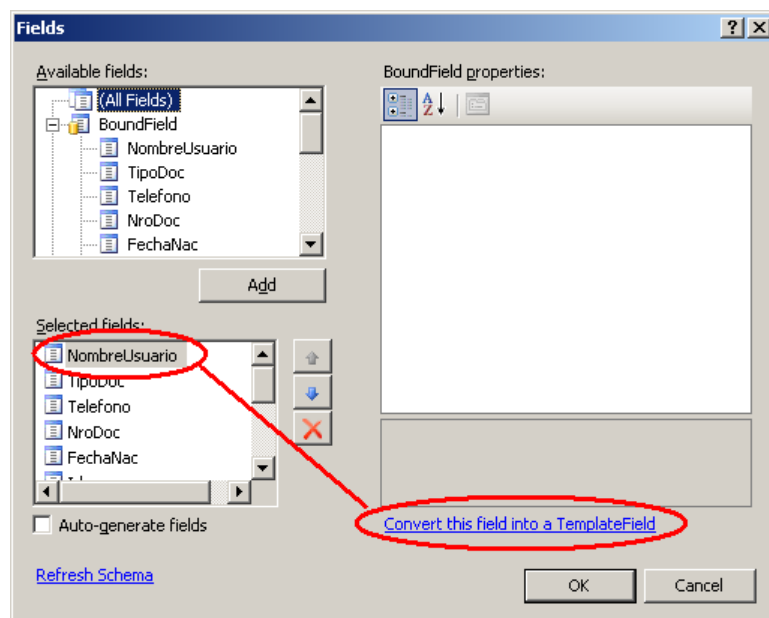 Fields
Available fields:
(All Fields)
BoundField
NombreUsuario
TipoDoc
Telefono
NroDoc
FechaNac
Add
Selected fields:
NombreUsuario
TipoDoc
Telefono
NroDoc
FechaNac
Auto-generate fields
Refresh Schema
BoundField properties:
Convert this field into a TemplateField
OK
Cancel